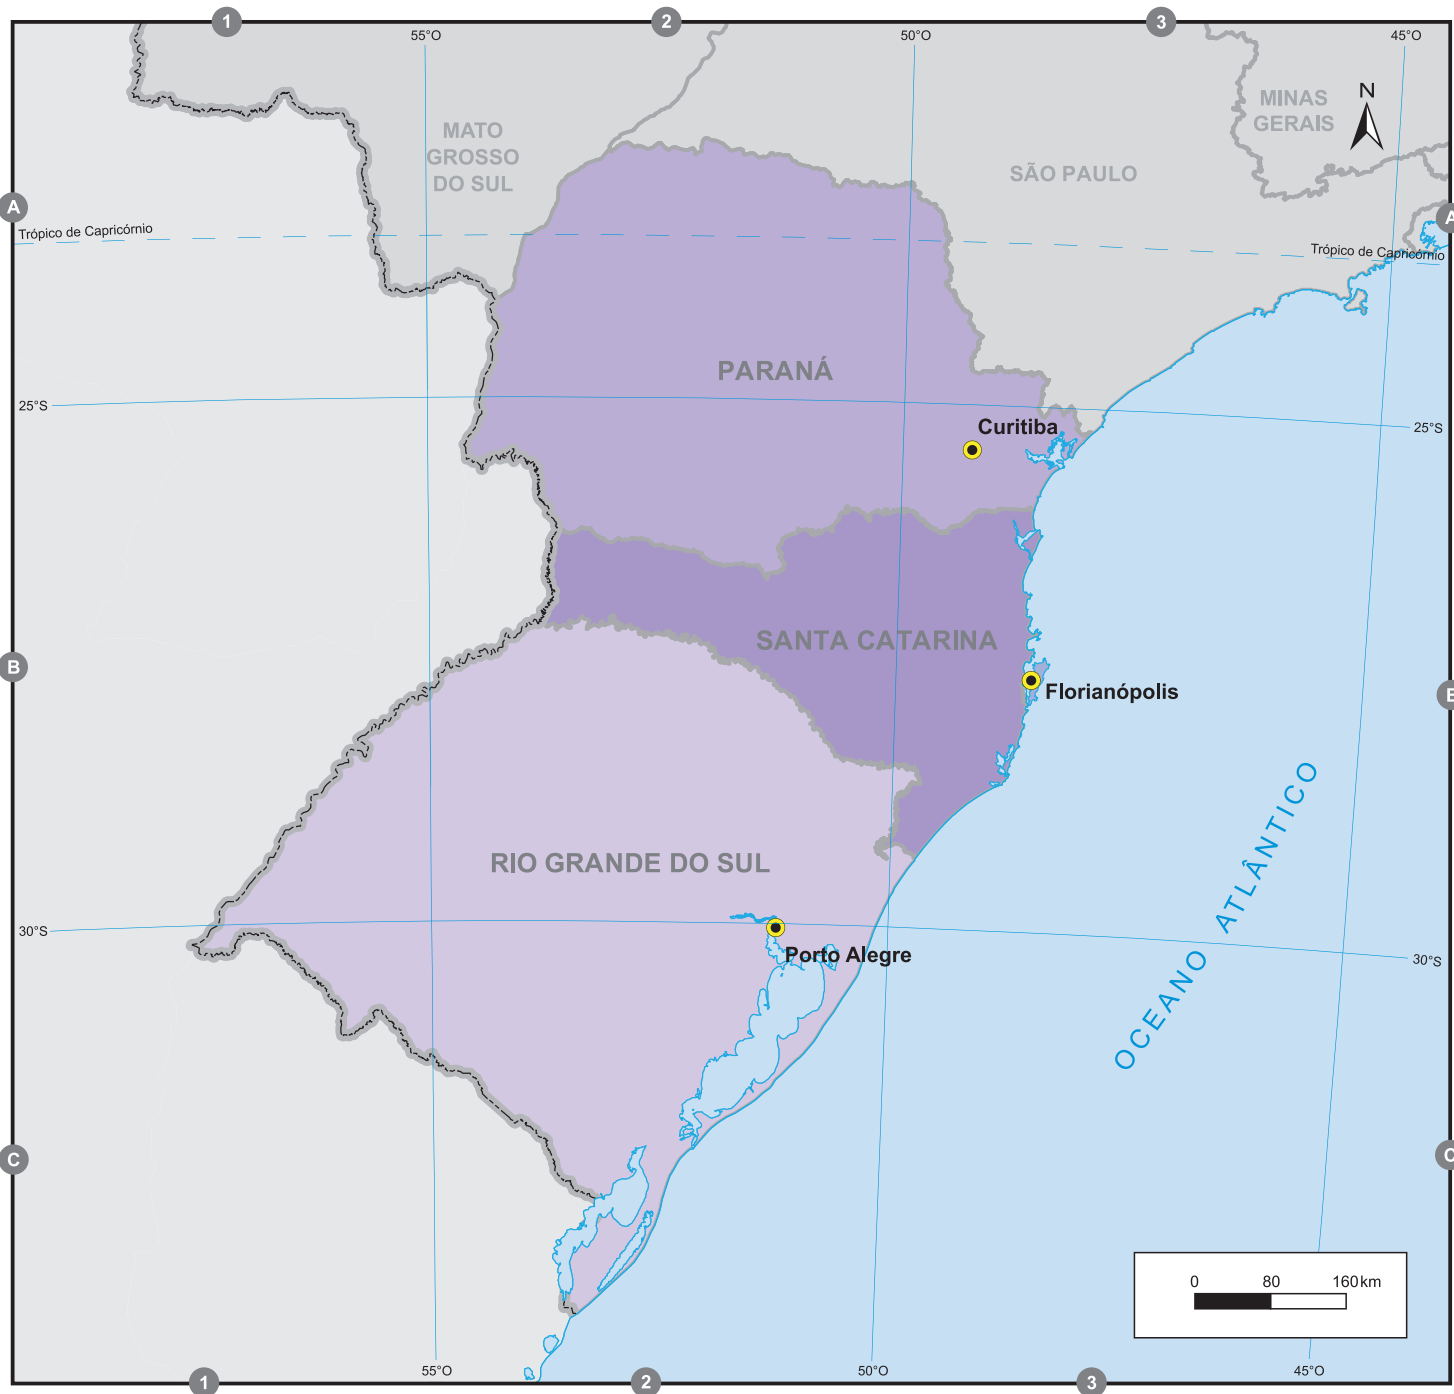 1
2
3
55°O
50°O
45°O
N
MINAS
GERAIS
MATO
GROSSO
DO SUL
SÃO PAULO
A
A
Trópico de Capricórnio
Trópico de Capricórnio
PARANÁ
25°S
25°S
Curitiba
SANTA CATARINA
B
B
Florianópolis
OCEANO ATLÂNTICO
RIO GRANDE DO SUL
30°S
30°S
Porto Alegre
C
C
0 80 160km
55°O
50°O
45°O
1
2
3